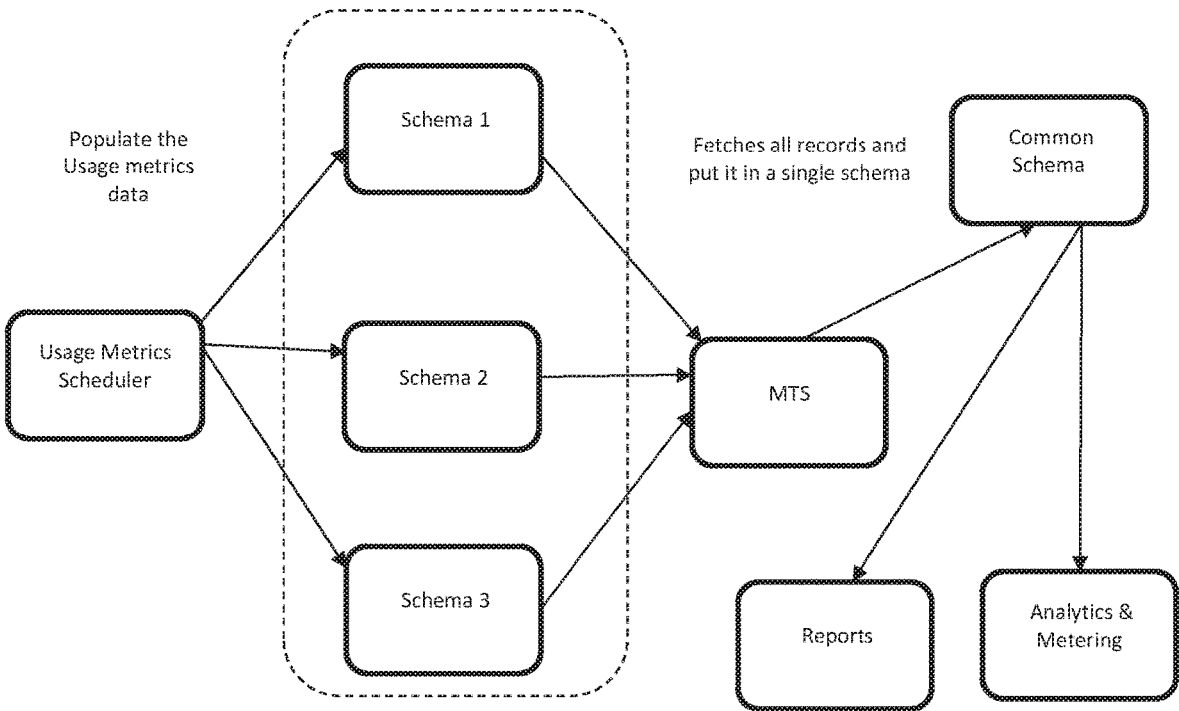 Populate the
Usage metrics
data
Usage Metrics
Scheduler
Schema 1
Schema 2
Schema 3
Fetches all records and
put it in a single schema
MTS
Common
Schema
Reports
Analytics &
Metering